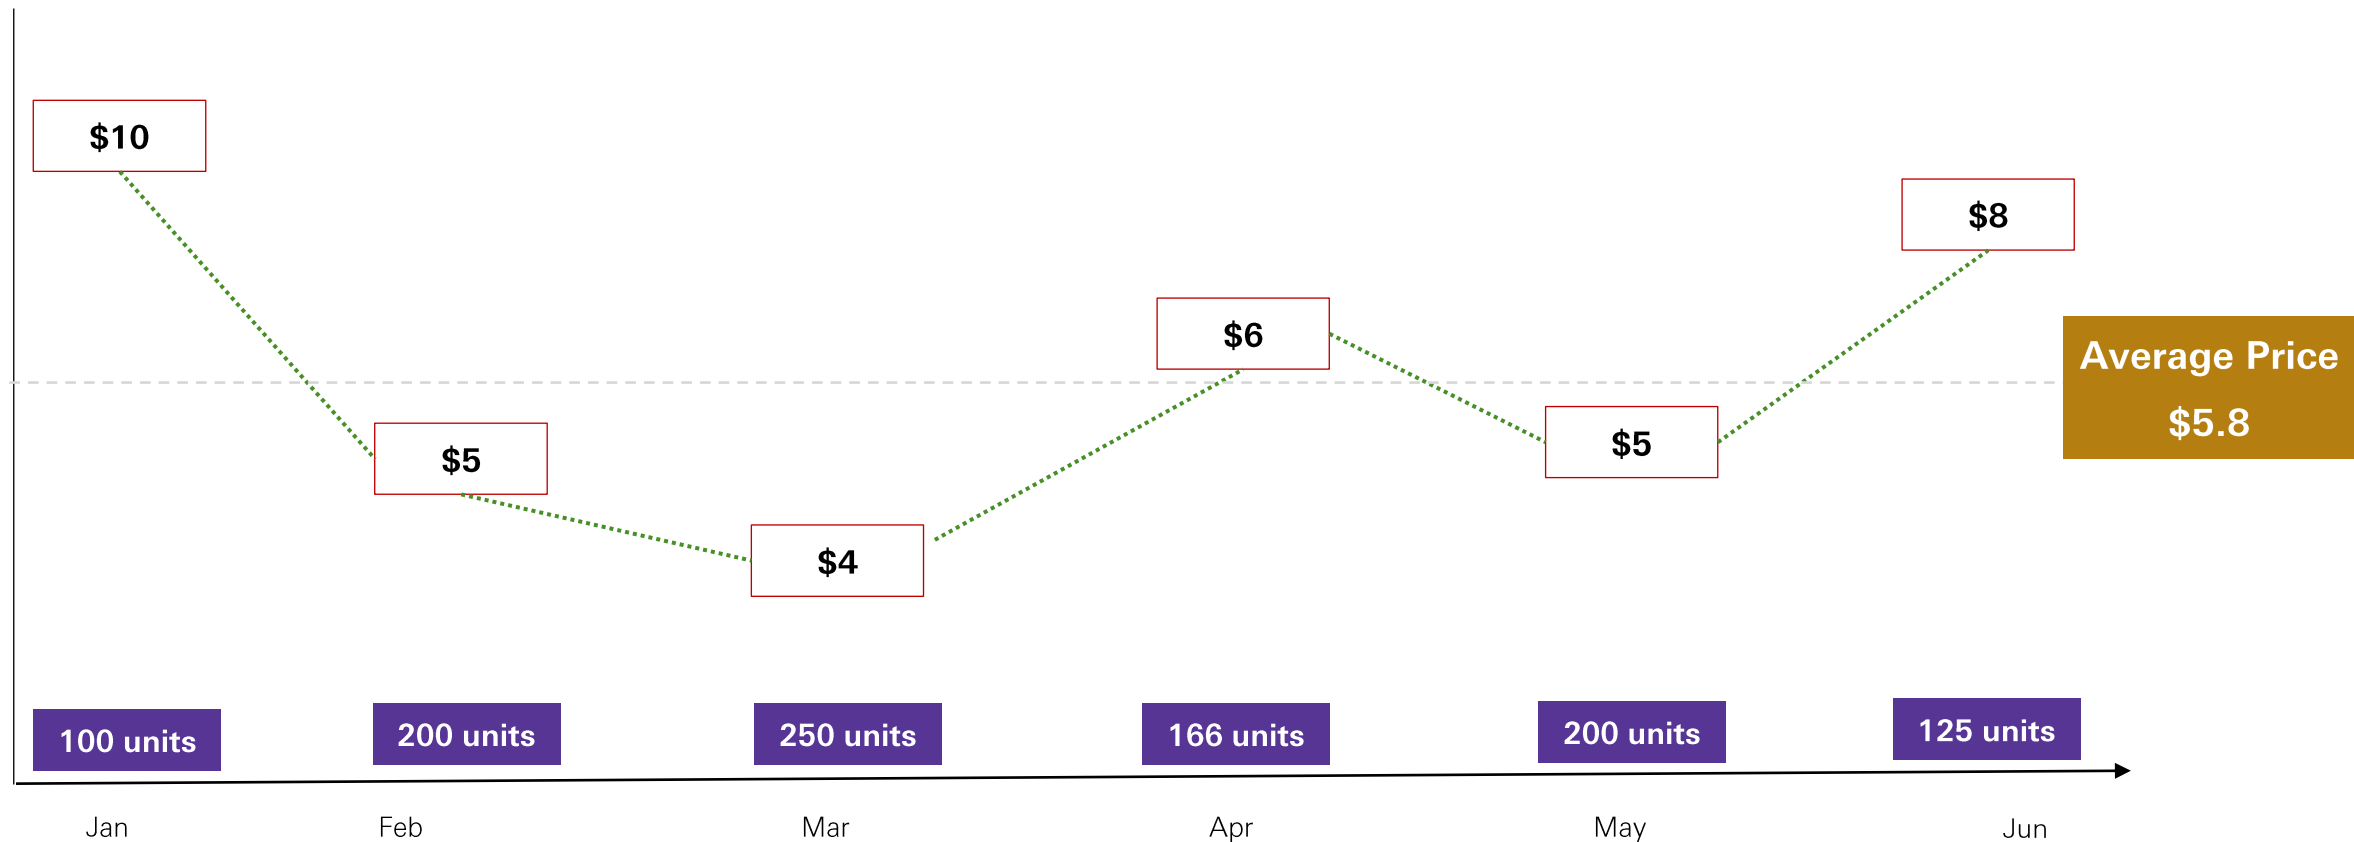 $10
$8
$6
Average Price
$5.8
$5
$5
$4
100 units
200 units
250 units
166 units
200 units
125 units
Jan
Feb
Mar
Apr
May
Jun